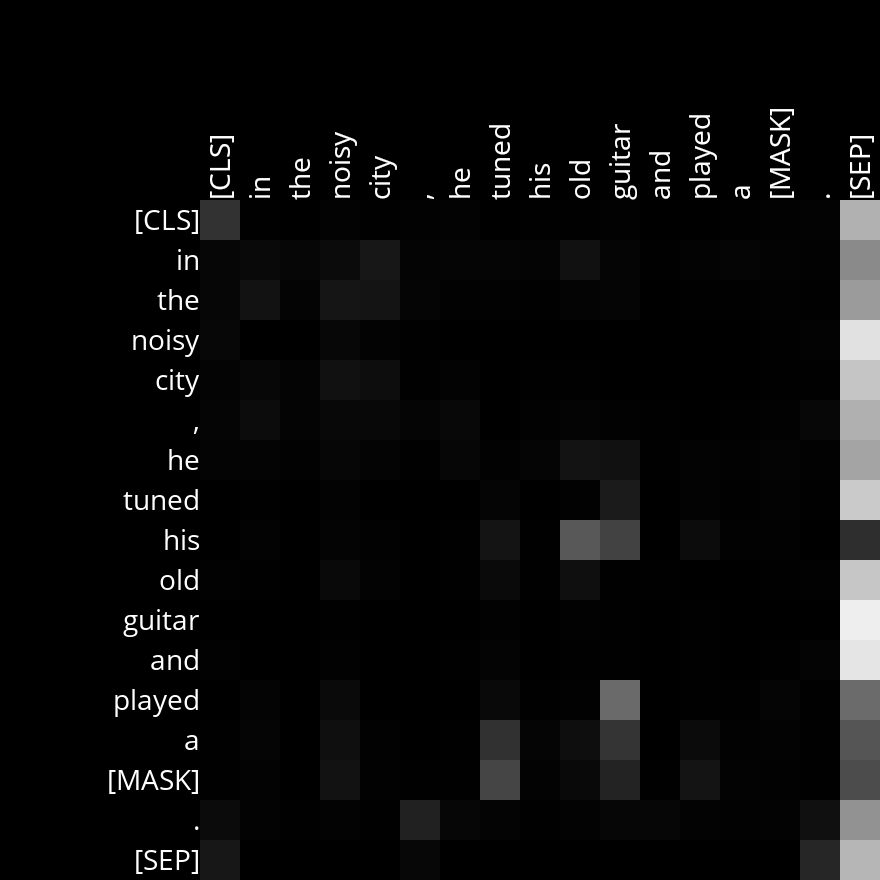 [CLS] in the noisy city , he tuned his old guitar and played a [MASK] . [SEP]
[CLS]
in
the
noisy
city
,
he
tuned
his
old
guitar
and
played
a
[MASK]
.
[SEP]